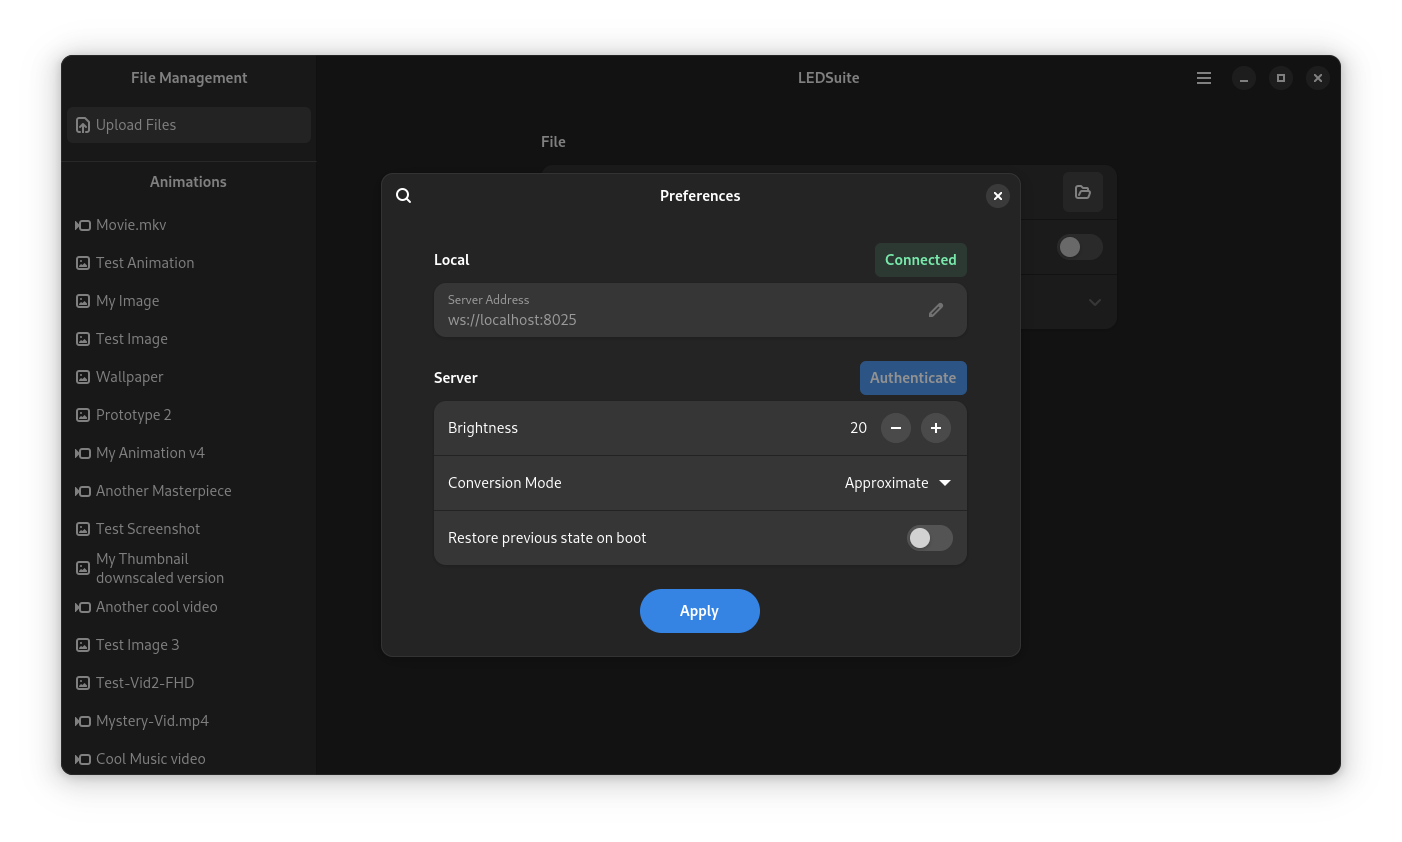 File Management
LEDSuite
Upload Files
Animations
Movie.mkv
Test Animation
My Image
Test Image
Wallpaper
Prototype 2
My Animation v4
Another Masterpiece
Test Screenshot
My Thumbnail
downscaled version
Another cool video
Test Image 3
Test-Vid2-FHD
Mystery-Vid.mp4
Cool Music video
File
Preferences
Local
Connected
Server Address
ws://localhost:8025
Server
Authenticate
Brightness
20
Conversion Mode
Approximate
Restore previous state on boot
Apply